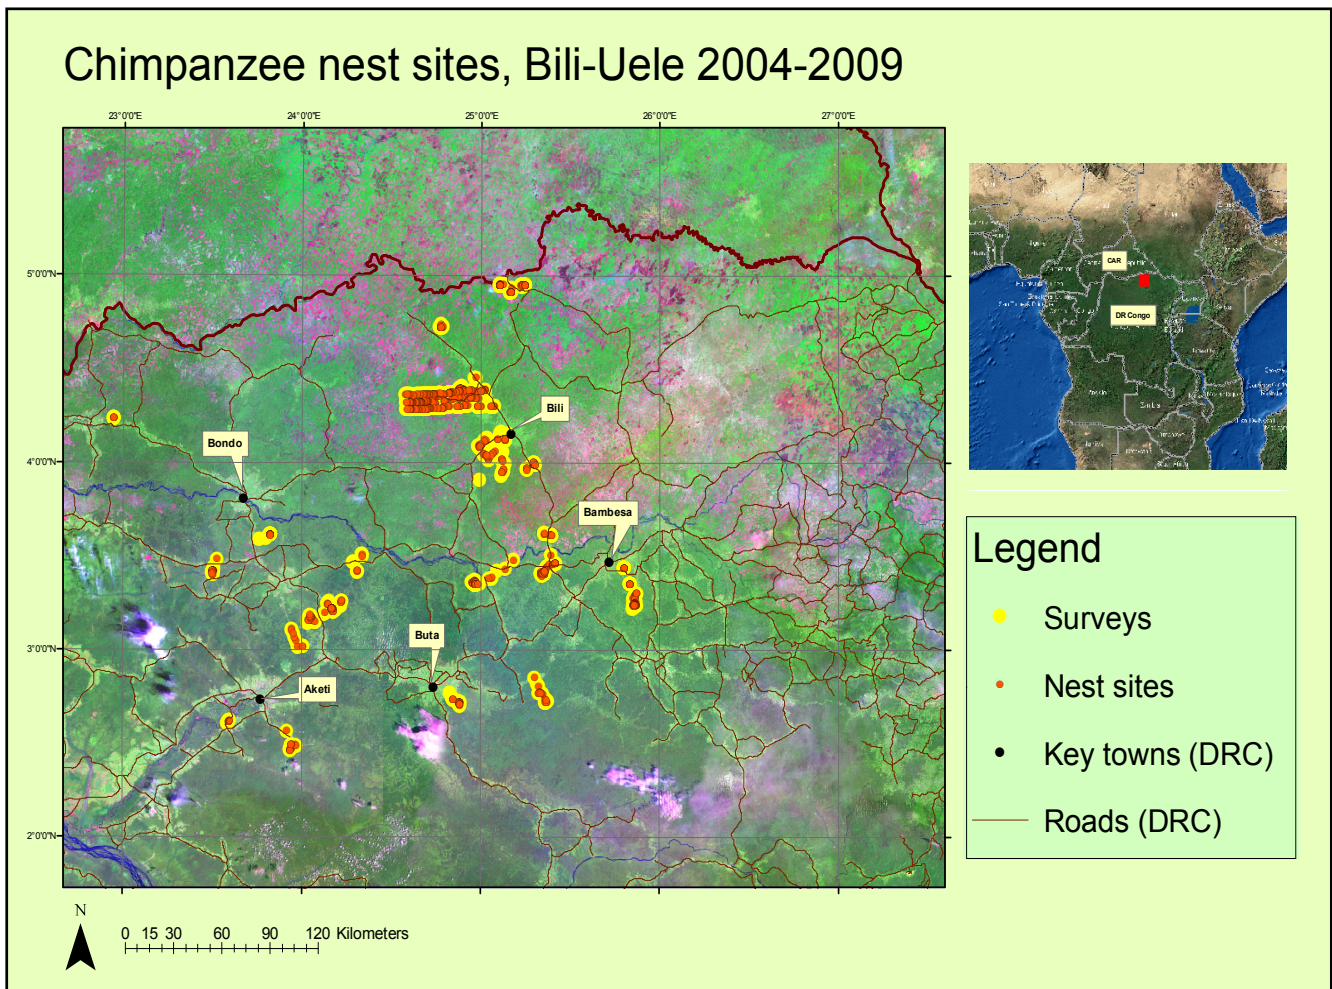 Chimpanzee nest sites, Bili-Uele 2004-2009
23°0'0"E 24°0'0"E 25°0'0"E 26°0'0"E 27°0'0"E
5°0'0"N
4°0'0"N
3°0'0"N
2°0'0"N
Bili
Bondo
Bambesa
Buta
Aketi
CAR
DR Congo
Legend
Surveys
Nest sites
Key towns (DRC)
Roads (DRC)
N
0 15 30 60 90 120 Kilometers